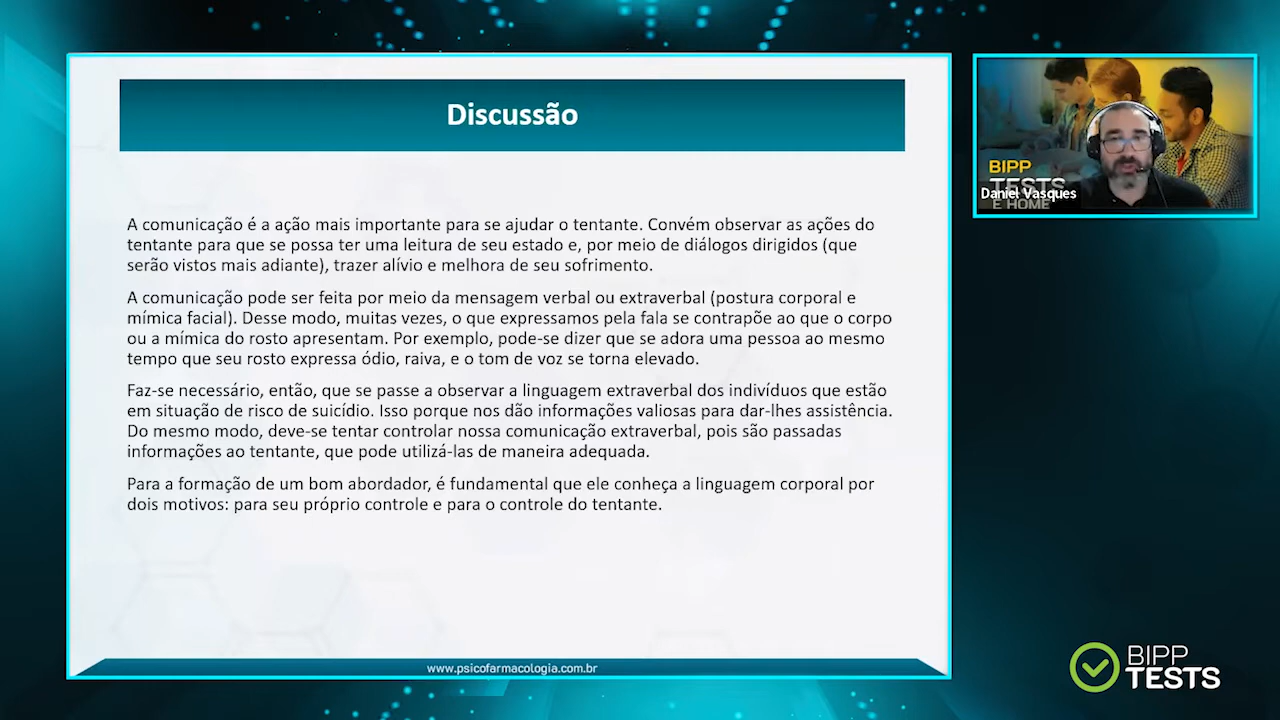 Discussão
A comunicação é a ação mais importante para se ajudar o tentante. Convém observar as ações do
tentante para que se possa ter uma leitura de seu estado e, por meio de diálogos dirigidos (que
serão vistos mais adiante), trazer alívio e melhora de seu sofrimento.
A comunicação pode ser feita por meio da mensagem verbal ou extraverbal (postura corporal e
mímica facial). Desse modo, muitas vezes, o que expressamos pela fala se contrapõe ao que o corpo
ou a mímica do rosto apresentam. Por exemplo, pode-se dizer que se adora uma pessoa ao mesmo
tempo que seu rosto expressa ódio, raiva, e o tom de voz se torna elevado.
Faz-se necessário, então, que se passe a observar a linguagem extraverbal dos indivíduos que estão
em situação de risco de suicídio. Isso porque nos dão informações valiosas para dar-lhes assistência.
Do mesmo modo, deve-se tentar controlar nossa comunicação extraverbal, pois são passadas
informações ao tentante, que pode utilizá-las de maneira adequada.
Para a formação de um bom abordador, é fundamental que ele conheça a linguagem corporal por
dois motivos: para seu próprio controle e para o controle do tentante.
www.psicofarmacologia.com.br
BIPP
TESTS
É HOME
Daniel Vasques
BIPP
TESTS